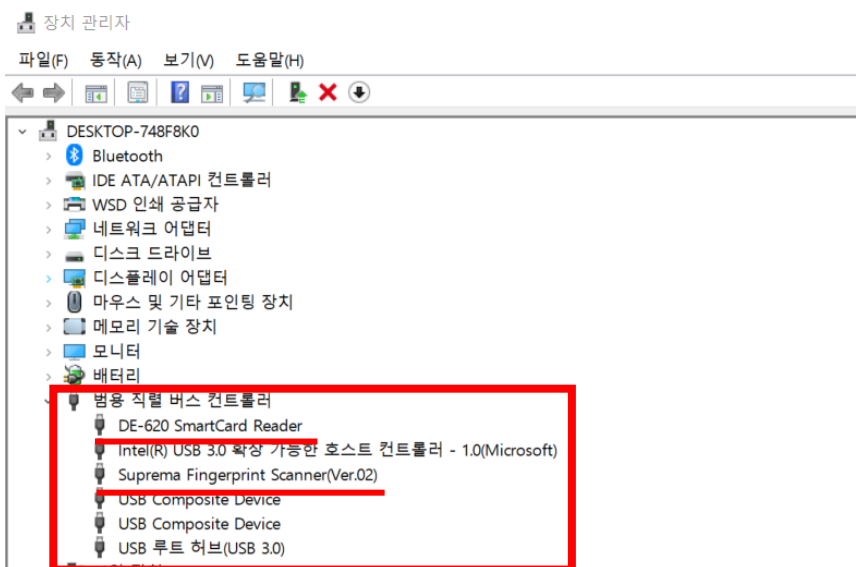 장치 관리자
파일(F) 동작(A) 보기(V) 도움말(H)
DESKTOP-748F8K0
Bluetooth
IDE ATA/ATAPI 컨트롤러
WSD 인쇄 공급자
네트워크 어댑터
디스크 드라이브
디스플레이 어댑터
마우스 및 기타 포인팅 장치
메모리 기술 장치
모니터
배터리
범용 직렬 버스 컨트롤러
DE-620 SmartCard Reader
Intel(R) USB 3.0 확장 가능한 호스트 컨트롤러 - 1.0(Microsoft)
Suprema Fingerprint Scanner(Ver.02)
USB Composite Device
USB Composite Device
USB 루트 허브(USB 3.0)